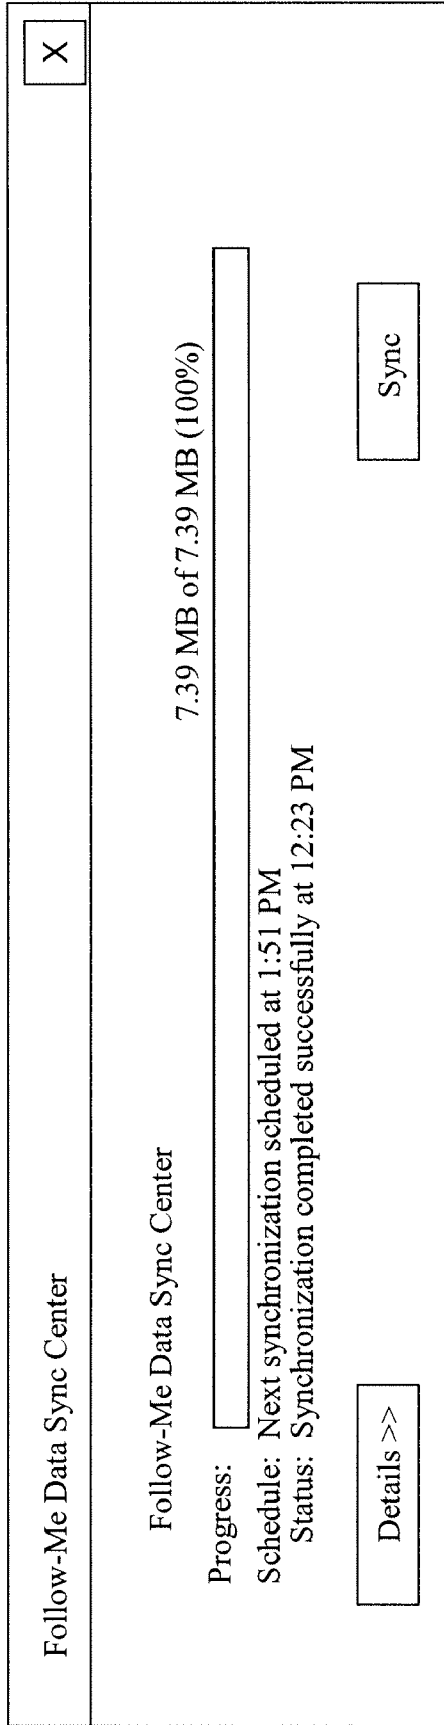 Follow-Me Data Sync Center
X
Follow-Me Data Sync Center
7.39 MB of 7.39 MB (100%)
Progress:
Schedule: Next synchronization scheduled at 1:51 PM
Status: Synchronization completed successfully at 12:23 PM
Details >>
Sync